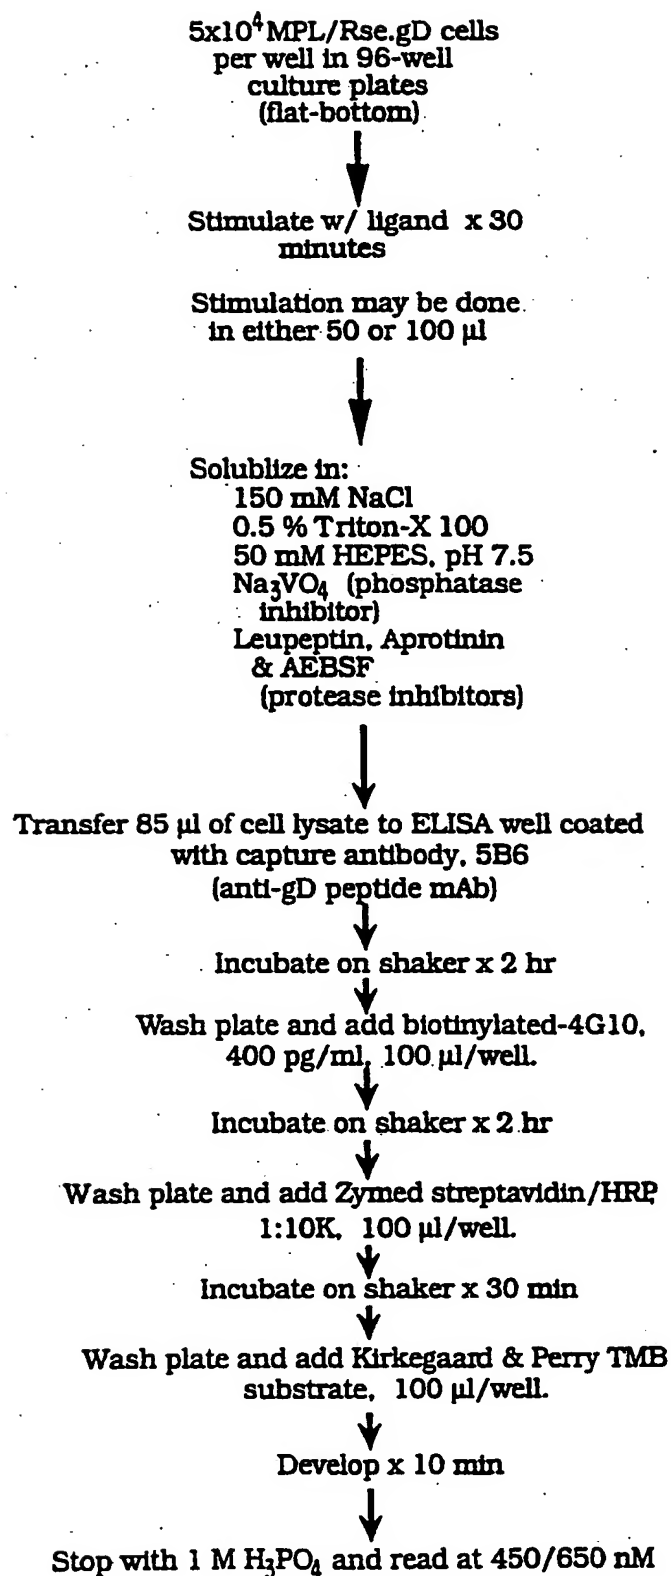 5x10⁴ MPL/Rse.gD cells
per well in 96-well
culture plates
(flat-bottom)
Stimulate w/ ligand x 30
minutes
Stimulation may be done
in either 50 or 100 µl
Solublize in:
150 mM NaCl
0.5 % Triton-X 100
50 mM HEPES, pH 7.5
Na₃VO₄ (phosphatase
inhibitor)
Leupeptin, Aprotinin
& AEBSF
(protease inhibitors)
Transfer 85 µl of cell lysate to ELISA well coated
with capture antibody, 5B6
(anti-gD peptide mAb)
Incubate on shaker x 2 hr
Wash plate and add biotinylated-4G10,
400 pg/ml, 100 µl/well.
Incubate on shaker x 2 hr
Wash plate and add Zymed streptavidin/HRP,
1:10K, 100 µl/well.
Incubate on shaker x 30 min
Wash plate and add Kirkegaard & Perry TMB
substrate, 100 µl/well.
Develop x 10 min
Stop with 1 M H₃PO₄ and read at 450/650 nM